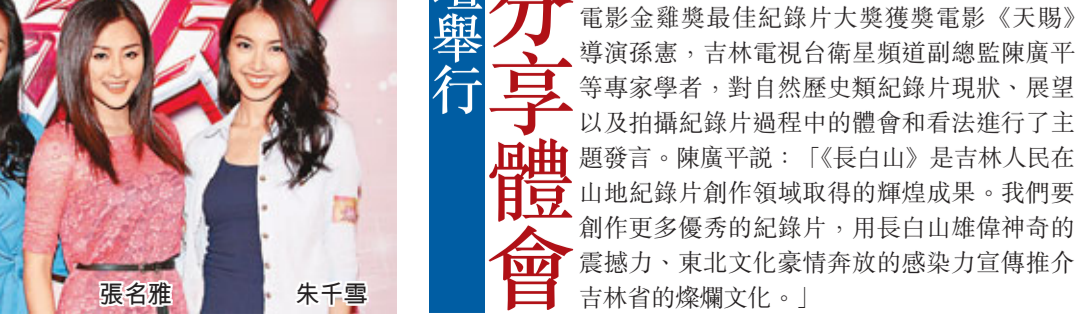 張名雅
朱千雪
壇舉行
分享體會
電影金雞獎最佳紀錄片大獎獲獎電影《天賜》
導演孫憲，吉林電視台衛星頻道副總監陳廣平
等專家學者，對自然歷史類紀錄片現狀、展望
以及拍攝紀錄片過程中的體會和看法進行了主
題發言。陳廣平説：「《長白山》是吉林人民在
山地紀錄片創作領域取得的輝煌成果。我們要
創作更多優秀的紀錄片，用長白山雄偉神奇的
震撼力、東北文化豪情奔放的感染力宣傳推介
吉林省的燦爛文化。」